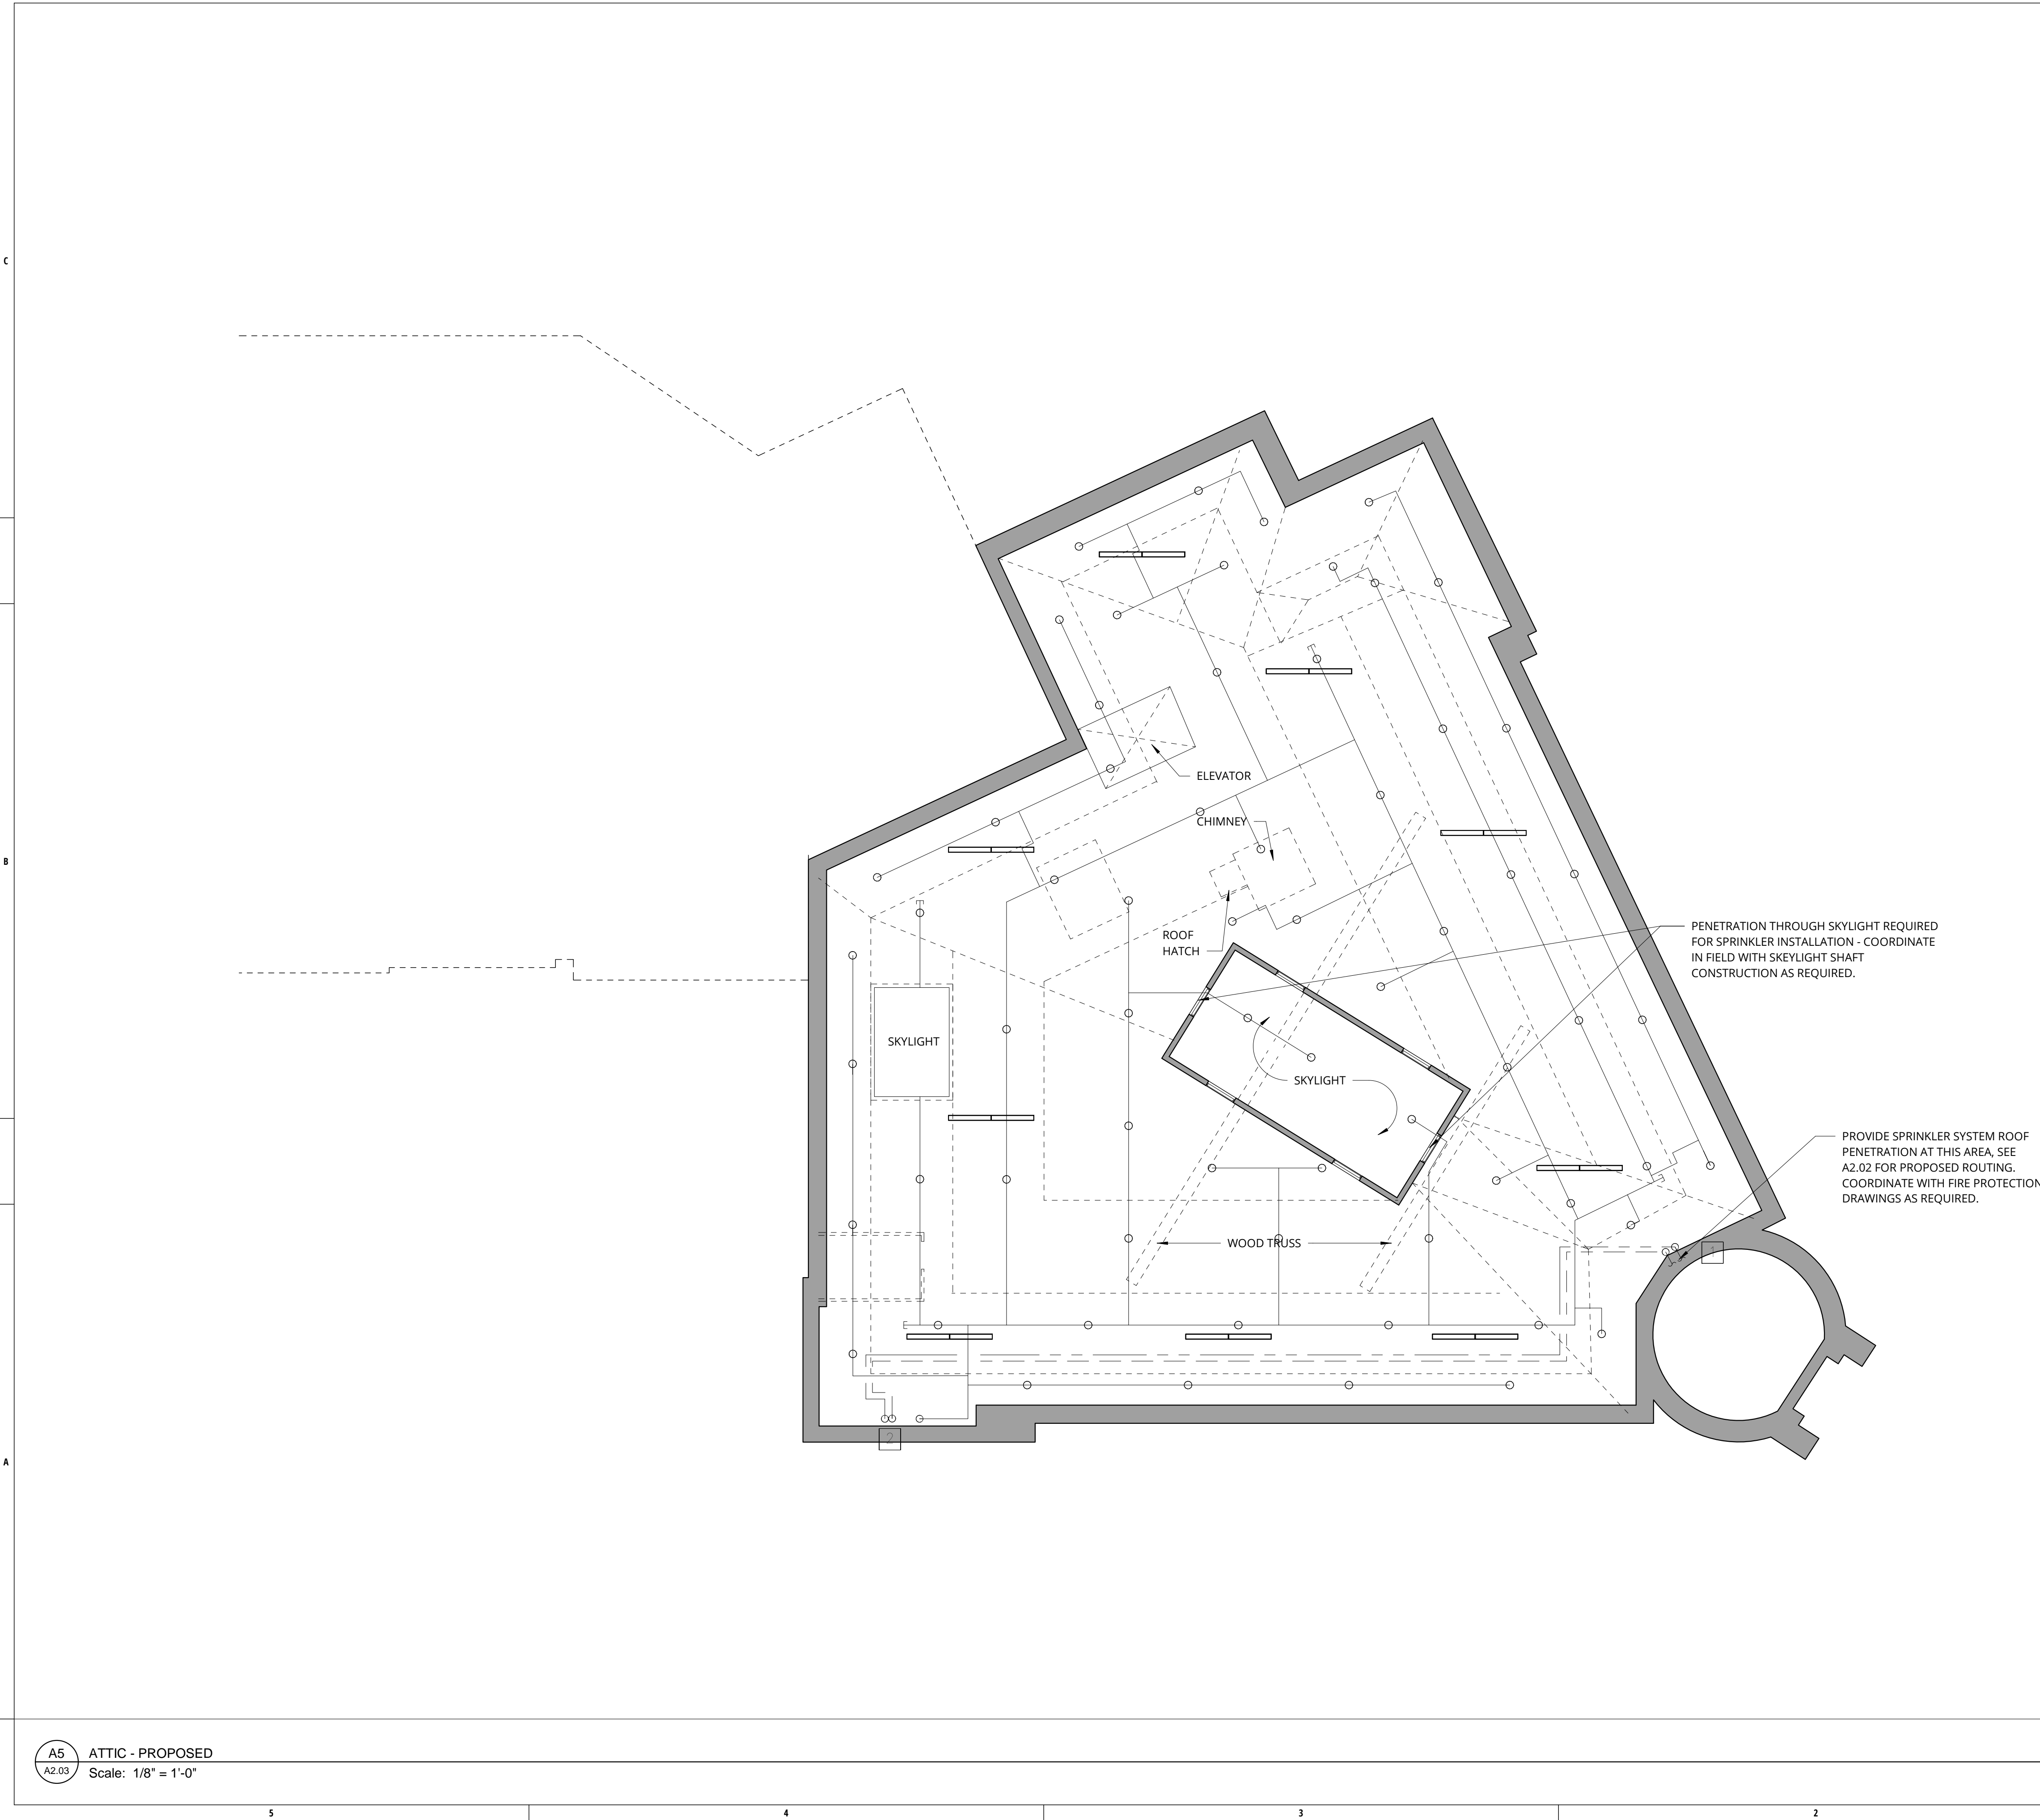 C
ELEVATOR
CHIMNEY
B
ROOF
HATCH
PENETRATION THROUGH SKYLIGHT REQUIRED
FOR SPRINKLER INSTALLATION - COORDINATE
IN FIELD WITH SKEYLIGHT SHAFT
CONSTRUCTION AS REQUIRED.
SKYLIGHT
SKYLIGHT
PROVIDE SPRINKLER SYSTEM ROOF
PENETRATION AT THIS AREA, SEE
A2.02 FOR PROPOSED ROUTING.
COORDINATE WITH FIRE PROTECTION
DRAWINGS AS REQUIRED.
WOOD TRUSS
1
2
A
A5
A2.03
ATTIC - PROPOSED
Scale: 1/8" = 1'-0"
5
4
3
2